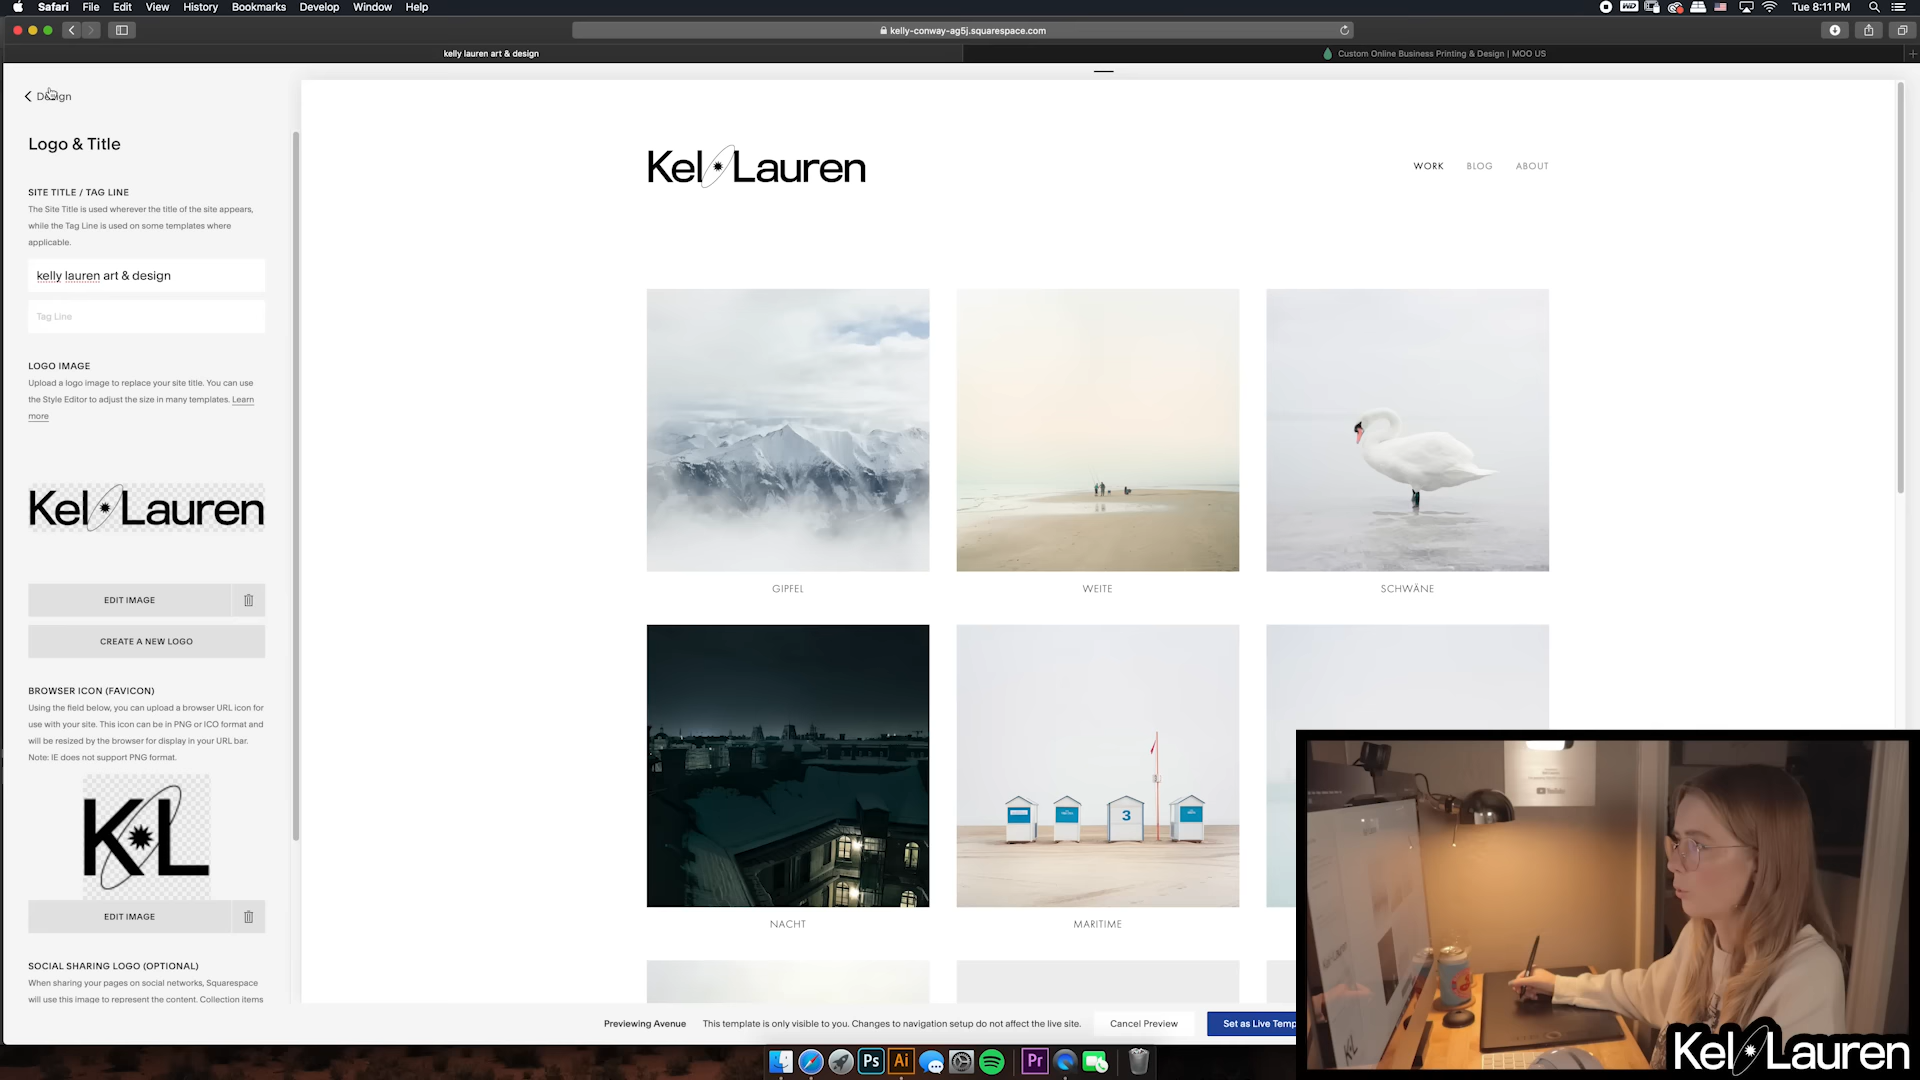 Safari File Edit View History Bookmarks Develop Window Help
Tue 8:11 PM
kelly-conway-ag5j.squarespace.com
kelly lauren art & design
Custom Online Business Printing & Design | MOO US
Design
Logo & Title
SITE TITLE / TAG LINE
The Site Title is used wherever the title of the site appears,
while the Tag Line is used on some templates where
applicable.
kelly lauren art & design
Tag Line
LOGO IMAGE
Upload a logo image to replace your site title. You can use
the Style Editor to adjust the size in many templates. Learn
more
Kel Lauren
EDIT IMAGE
CREATE A NEW LOGO
BROWSER ICON (FAVICON)
Using the field below, you can upload a browser URL icon for
use with your site. This icon can be in PNG or ICO format and
will be resized by the browser for display in your URL bar.
Note: IE does not support PNG format.
KL
EDIT IMAGE
SOCIAL SHARING LOGO (OPTIONAL)
When sharing your pages on social networks, Squarespace
will use this image to represent the content. Collection items
Kel Lauren
WORK BLOG ABOUT
GIPFEL
WEITE
SCHWÄNE
3
NACHT
MARITIME
Previewing Avenue This template is only visible to you. Changes to navigation setup do not affect the live site. Cancel Preview Set as Live Temp
Ps Ai Pr
YouTube
Kel Lauren